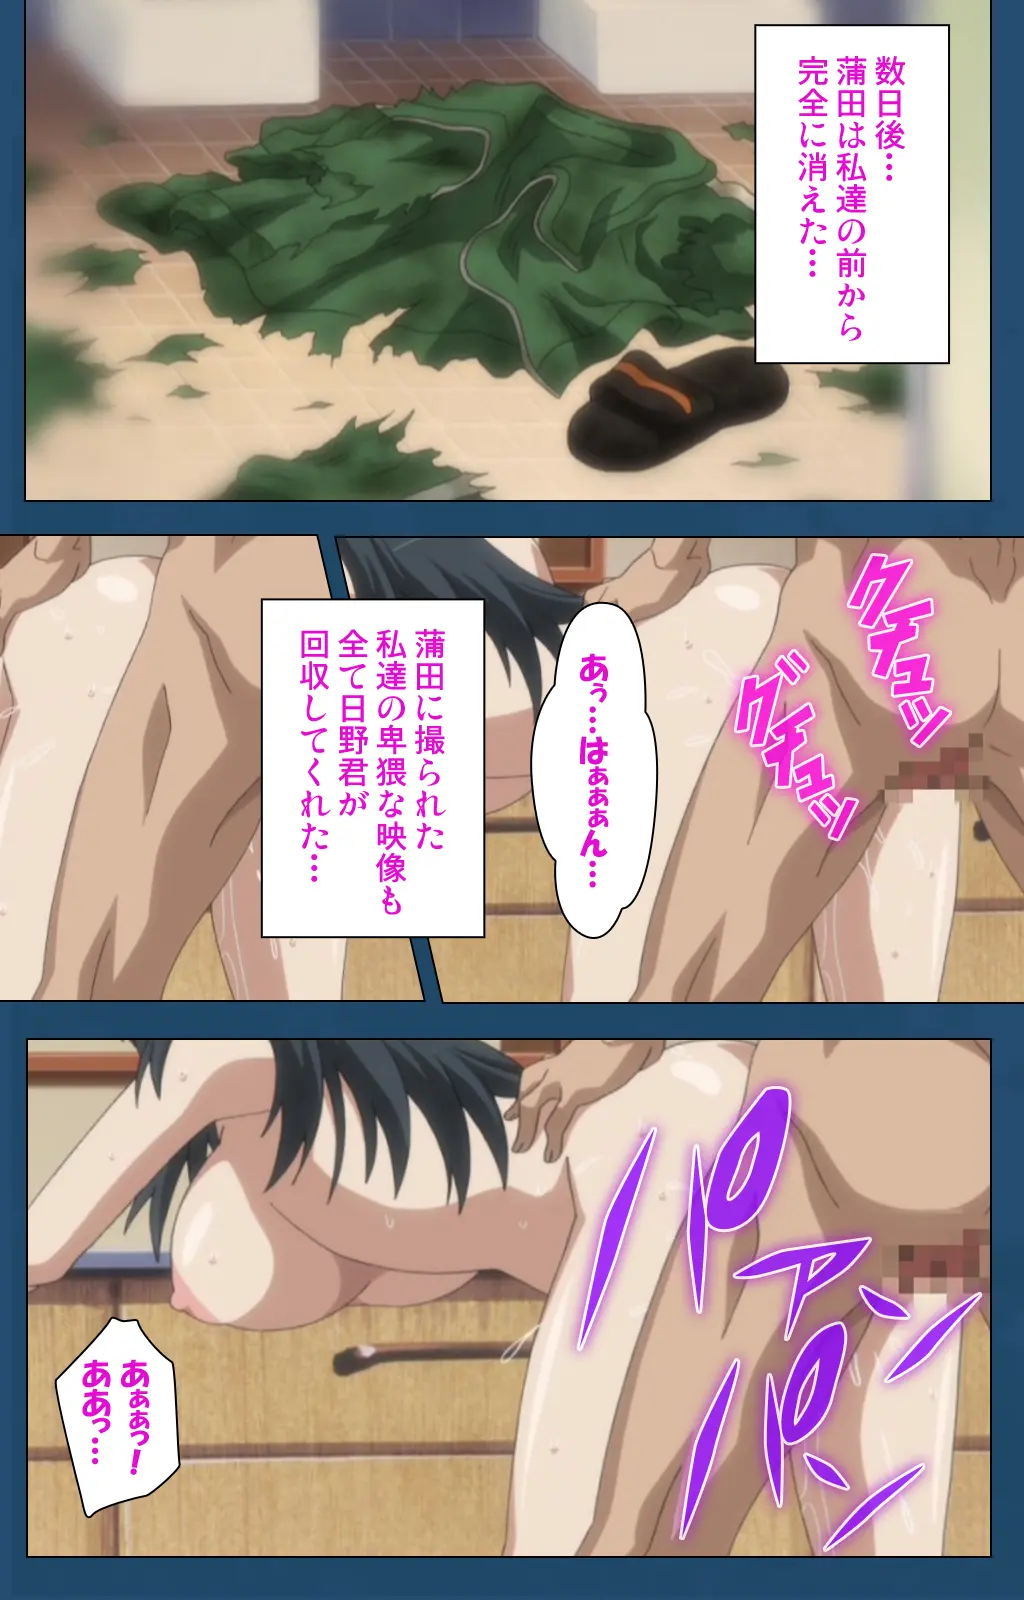 数日後…
蒲田は私達の前から
完全に消えた…
クチュッ
グチュッ
あぅ…はぁぁぁん…
蒲田に撮られた
私達の卑猥な映像も
全て日野君が
回収してくれた…
パンッ
パンッ
あぁぁっ!
ああっ…